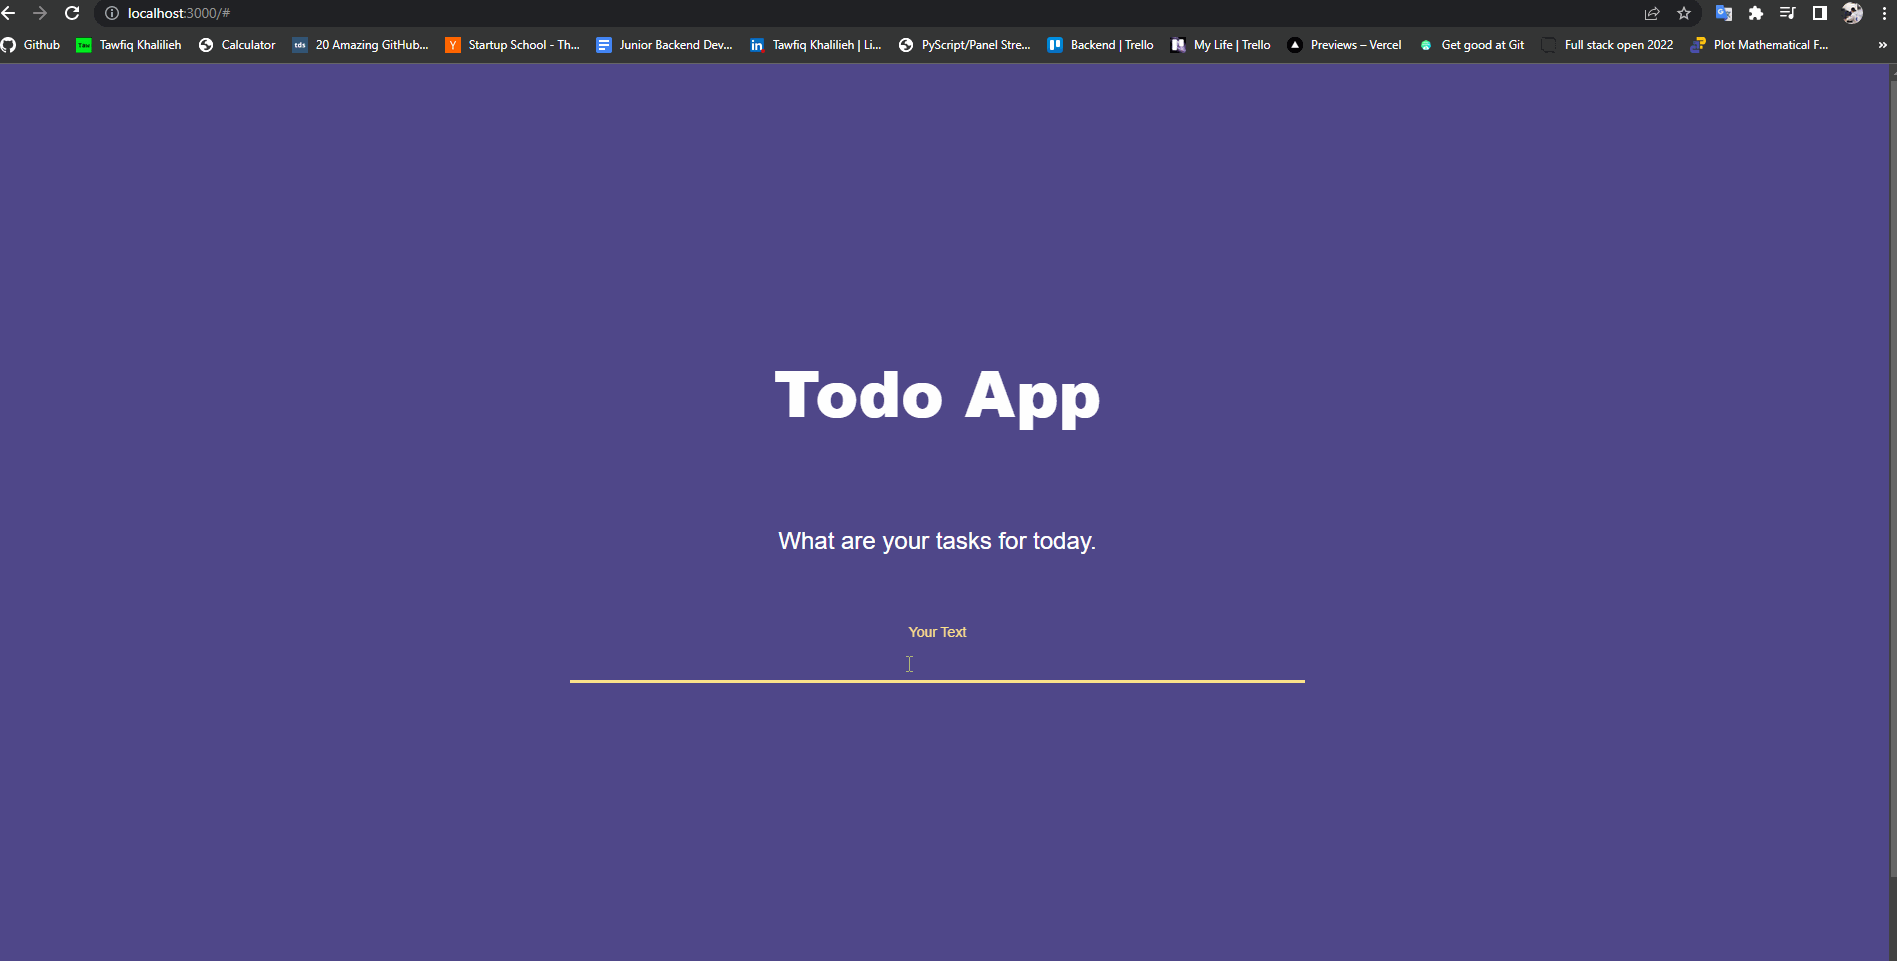 localhost:3000/#
Github Tawfiq Khalilieh Calculator tds 20 Amazing GitHub... Y Startup School - Th... Junior Backend Dev... in Tawfiq Khalilieh | Li... PyScript/Panel Stre... Backend | Trello My Life | Trello Previews – Vercel Get good at Git Full stack open 2022 Plot Mathematical F... »
Todo App
What are your tasks for today.
Your Text